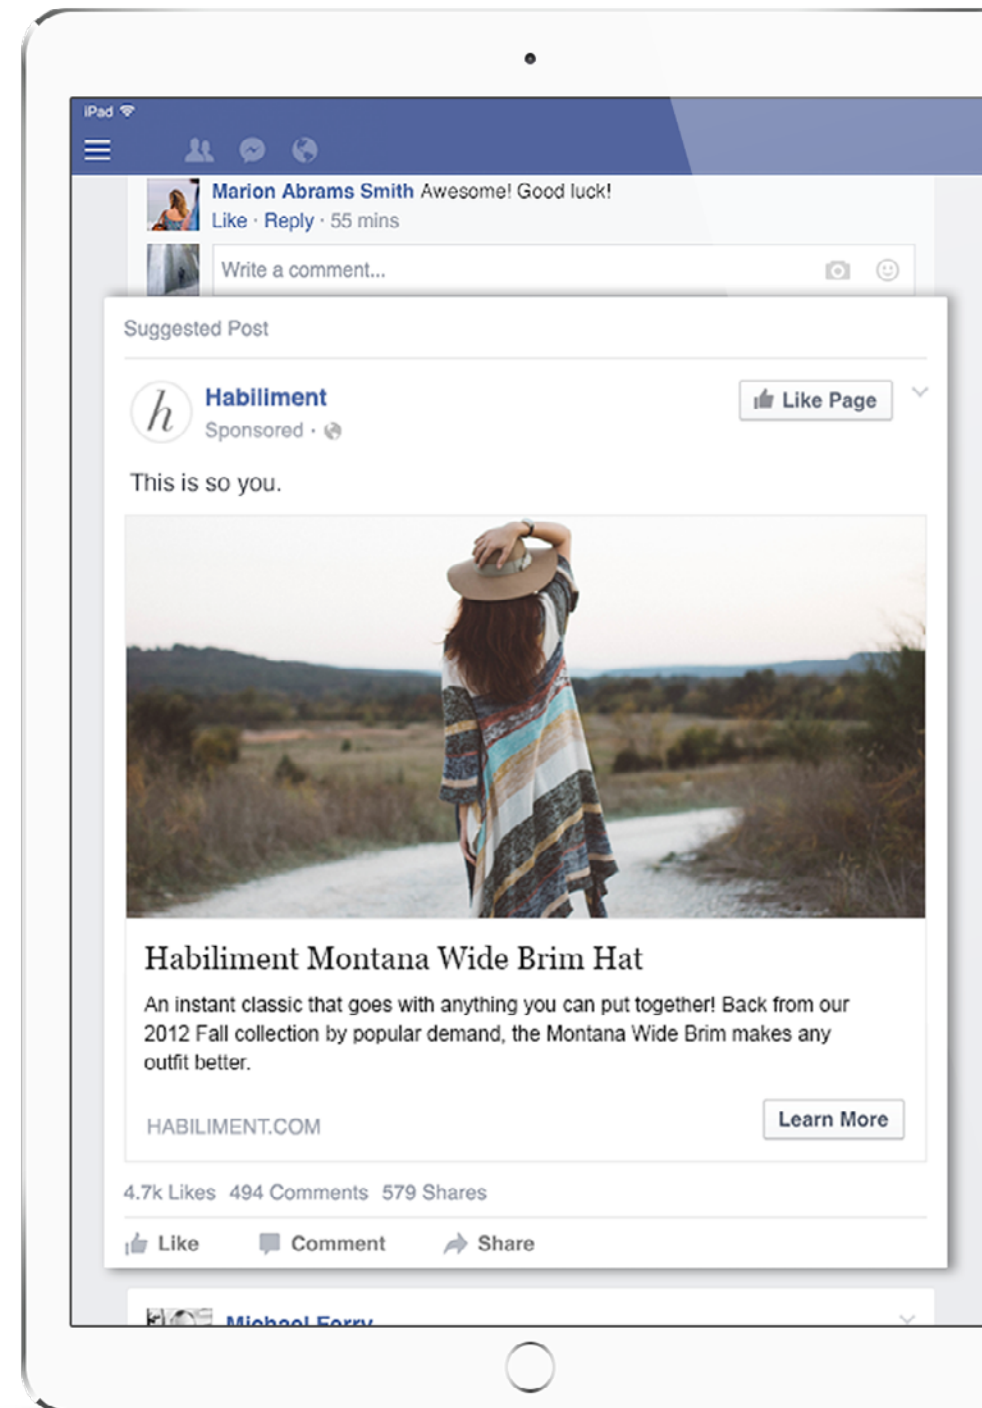 iPad
Marion Abrams Smith Awesome! Good luck!
Like · Reply · 55 mins
Write a comment...
Suggested Post
h
Habiliment
Like Page
Sponsored ·
This is so you.
Habiliment Montana Wide Brim Hat
An instant classic that goes with anything you can put together! Back from our
2012 Fall collection by popular demand, the Montana Wide Brim makes any
outfit better.
HABILIMENT.COM
Learn More
4.7k Likes 494 Comments 579 Shares
Like Comment Share
Michael Ferry